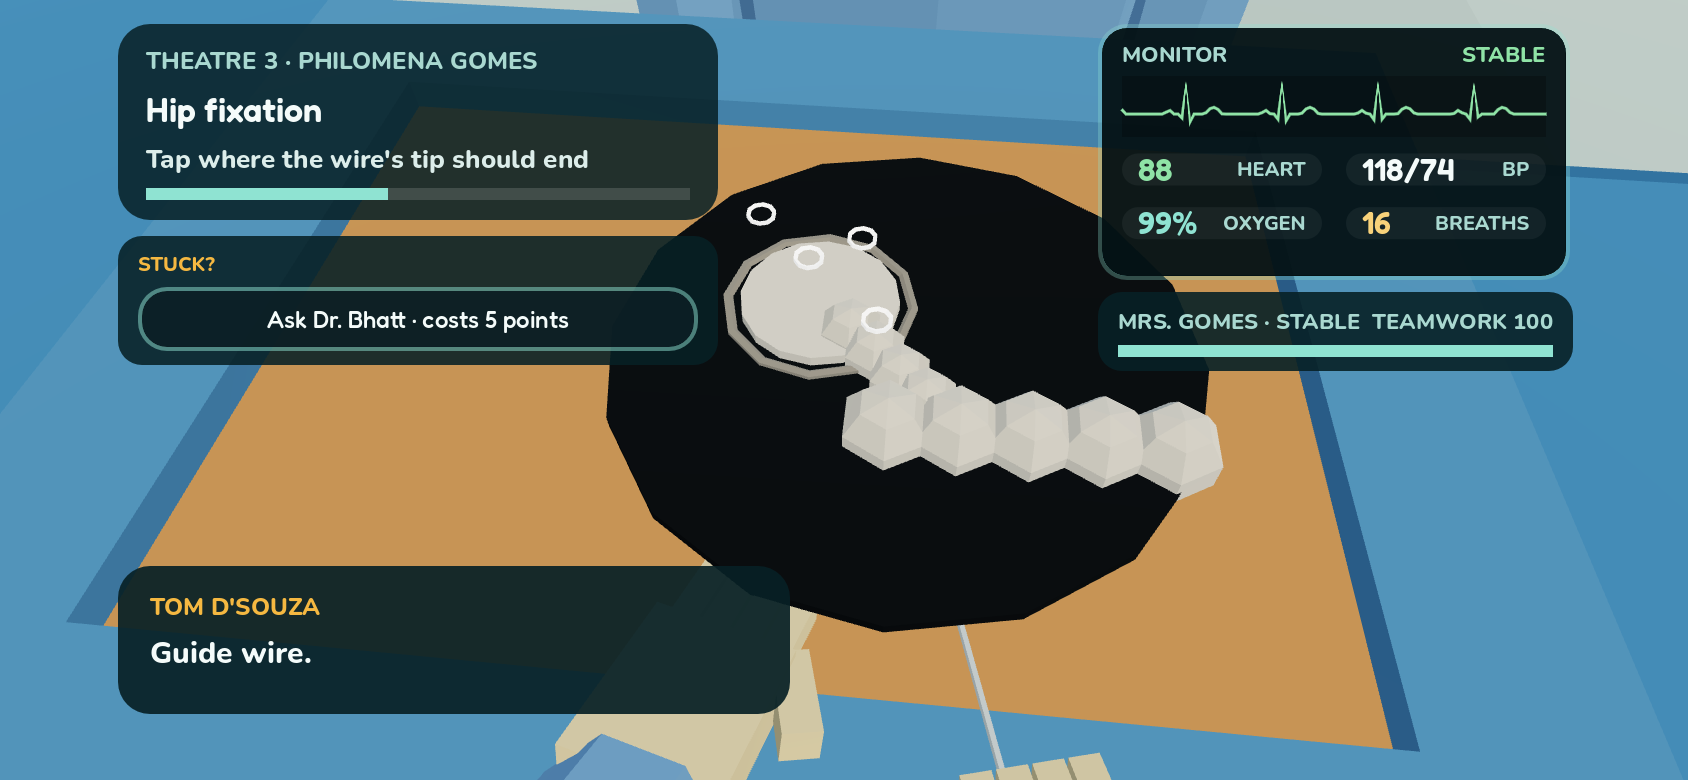 THEATRE 3 · PHILOMENA GOMES
Hip fixation
Tap where the wire's tip should end
STUCK?
Ask Dr. Bhatt · costs 5 points
MONITOR STABLE
88 HEART 118/74 BP
99% OXYGEN 16 BREATHS
MRS. GOMES · STABLE TEAMWORK 100
TOM D'SOUZA
Guide wire.